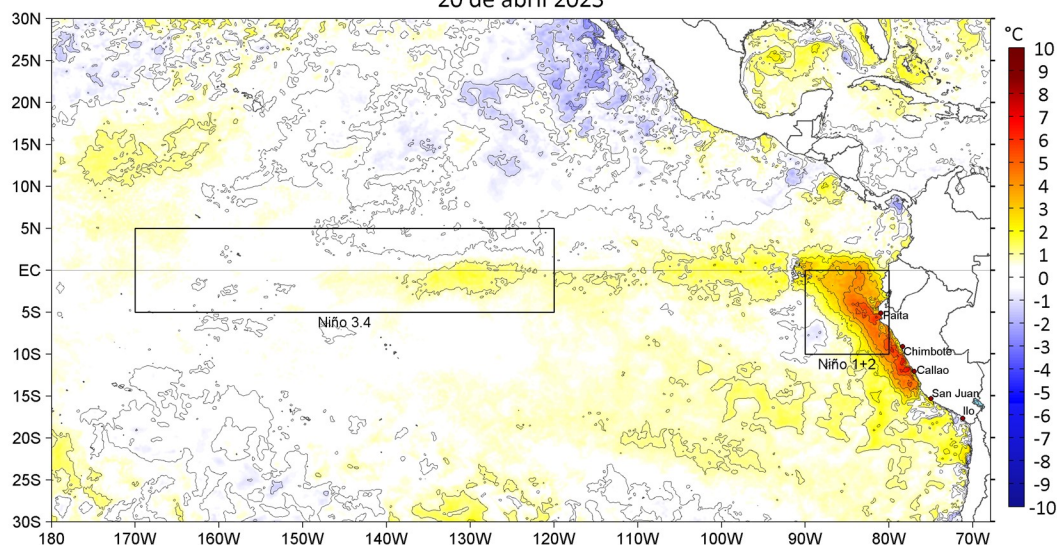 20 de abril 2023
°C
30N
25N
20N
15N
10N
5N
EC
5S
10S
15S
20S
25S
30S
180
170W
160W
150W
140W
130W
120W
110W
100W
90W
80W
70W
Niño 3.4
Niño 1+2
Paita
Chimbote
Callao
San Juan
Ilo
10
9
8
7
6
5
4
3
2
1
0
-1
-2
-3
-4
-5
-6
-7
-8
-9
-10